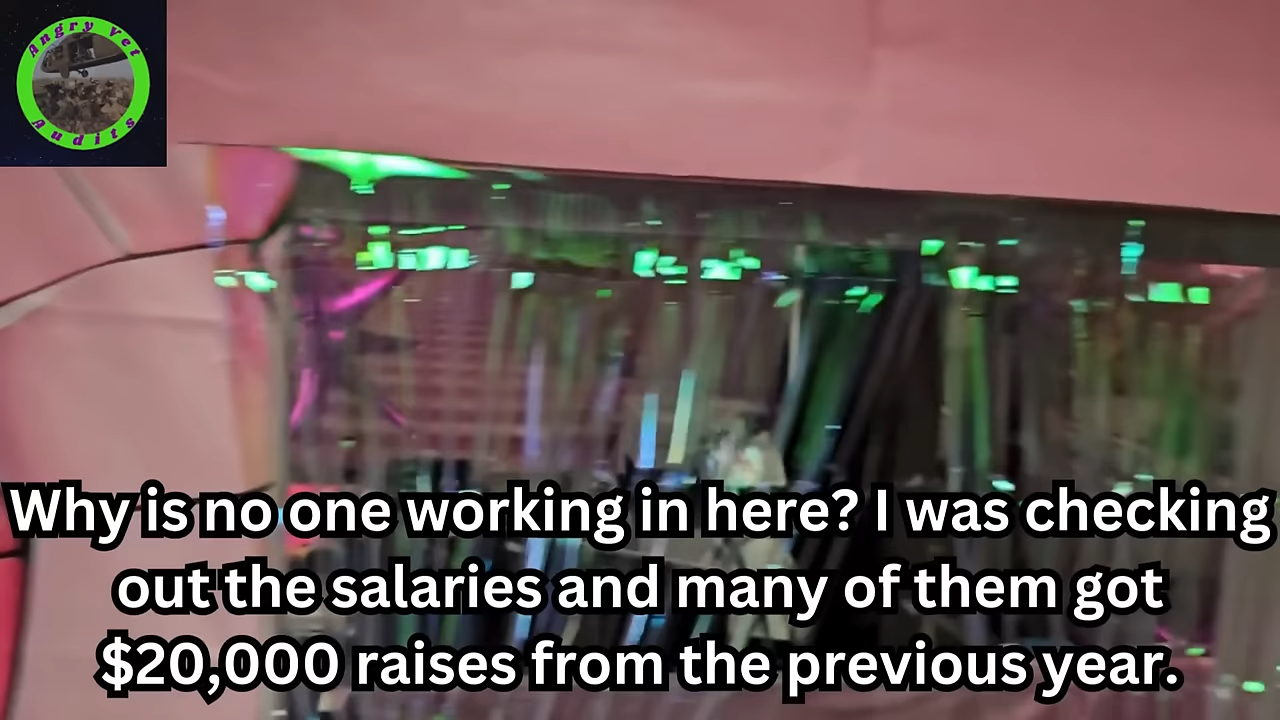 Angry Vet
Audits
Why is no one working in here? I was checking
out the salaries and many of them got
$20,000 raises from the previous year.